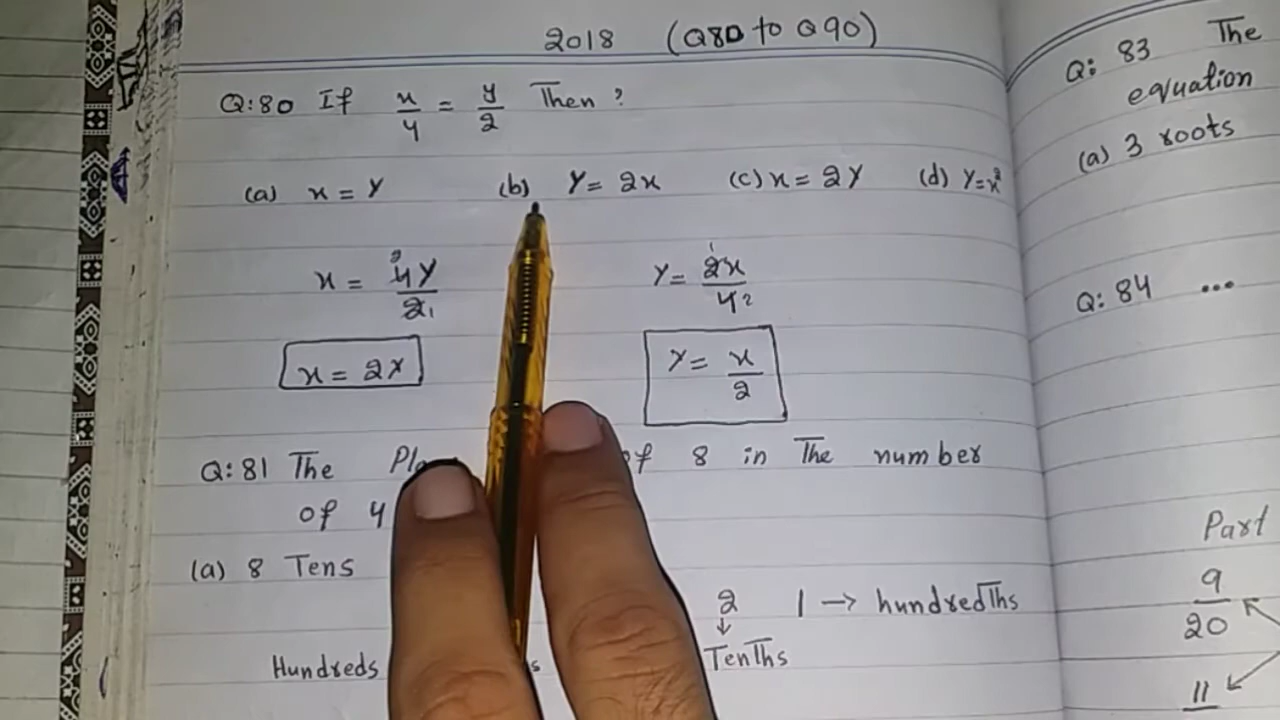 2018 (Q80 to Q90)
Q:80 If x/4 = y/2 Then ?
(a) x = y (b) y = 2x (c) x = 2y (d) y = x²
x = 4y/2 y = 2x/4
x = 2y y = x/2
Q:81 The of 8 in The number
of 4
(a) 8 Tens
2 1 → hundredths
↓
Hundreds Tenths
Q: 83 The
equation
(a) 3 roots
Q: 84 ...
Part
9/20
11